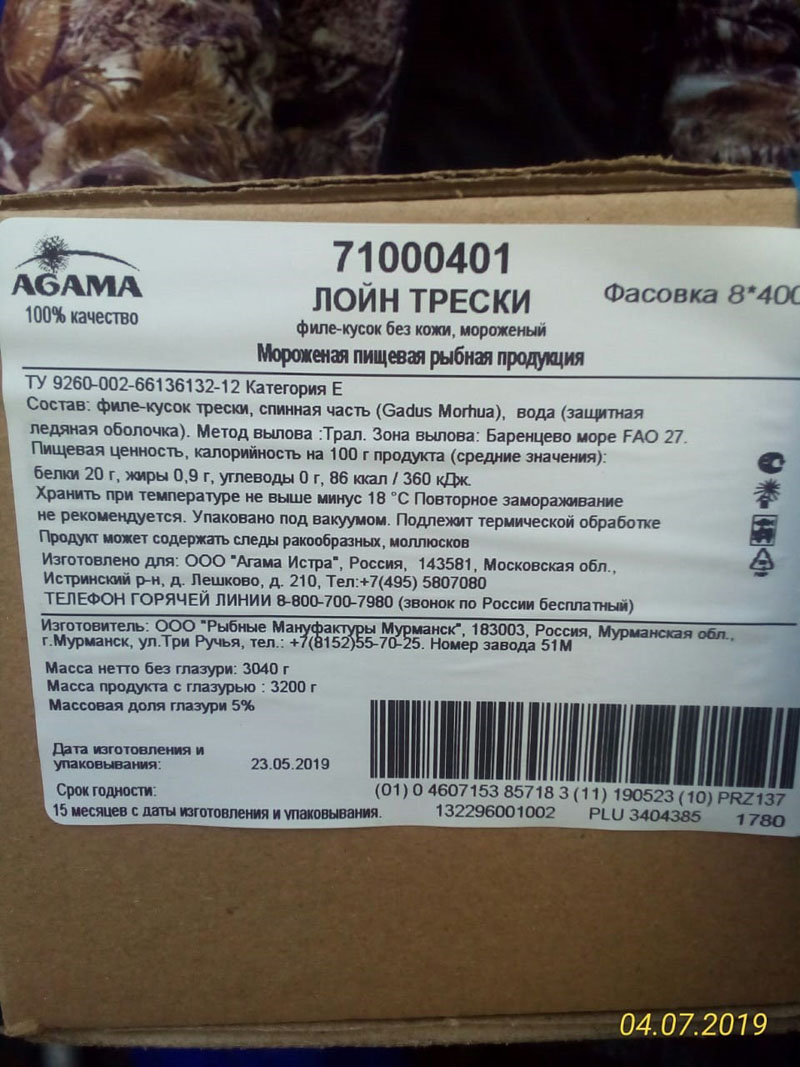 71000401
AGAMA
100% качество
ЛОЙН ТРЕСКИ
Фасовка 8*400
филе-кусок без кожи, мороженый
Мороженая пищевая рыбная продукция
ТУ 9260-002-66136132-12 Категория Е
Состав: филе-кусок трески, спинная часть (Gadus Morhua), вода (защитная
ледяная оболочка). Метод вылова :Трал. Зона вылова: Баренцево море FAO 27.
Пищевая ценность, калорийность на 100 г продукта (средние значения):
белки 20 г, жиры 0,9 г, углеводы 0 г, 86 ккал / 360 кДж.
Хранить при температуре не выше минус 18 °С Повторное замораживание
не рекомендуется. Упаковано под вакуумом. Подлежит термической обработке
Продукт может содержать следы ракообразных, моллюсков
Изготовлено для: ООО "Агама Истра", Россия, 143581, Московская обл.,
Истринский р-н, д. Лешково, д. 210, Тел:+7(495) 5807080
ТЕЛЕФОН ГОРЯЧЕЙ ЛИНИИ 8-800-700-7980 (звонок по России бесплатный)
Изготовитель: ООО "Рыбные Мануфактуры Мурманск", 183003, Россия, Мурманская обл.,
г.Мурманск, ул.Три Ручья, тел.: +7(8152)55-70-25. Номер завода 51М
Масса нетто без глазури: 3040 г
Масса продукта с глазурью : 3200 г
Массовая доля глазури 5%
Дата изготовления и
упаковывания: 23.05.2019
Срок годности:
15 месяцев с даты изготовления и упаковывания.
(01) 0 4607153 85718 3 (11) 190523 (10) PRZ137
132296001002 PLU 3404385 1780
04.07.2019